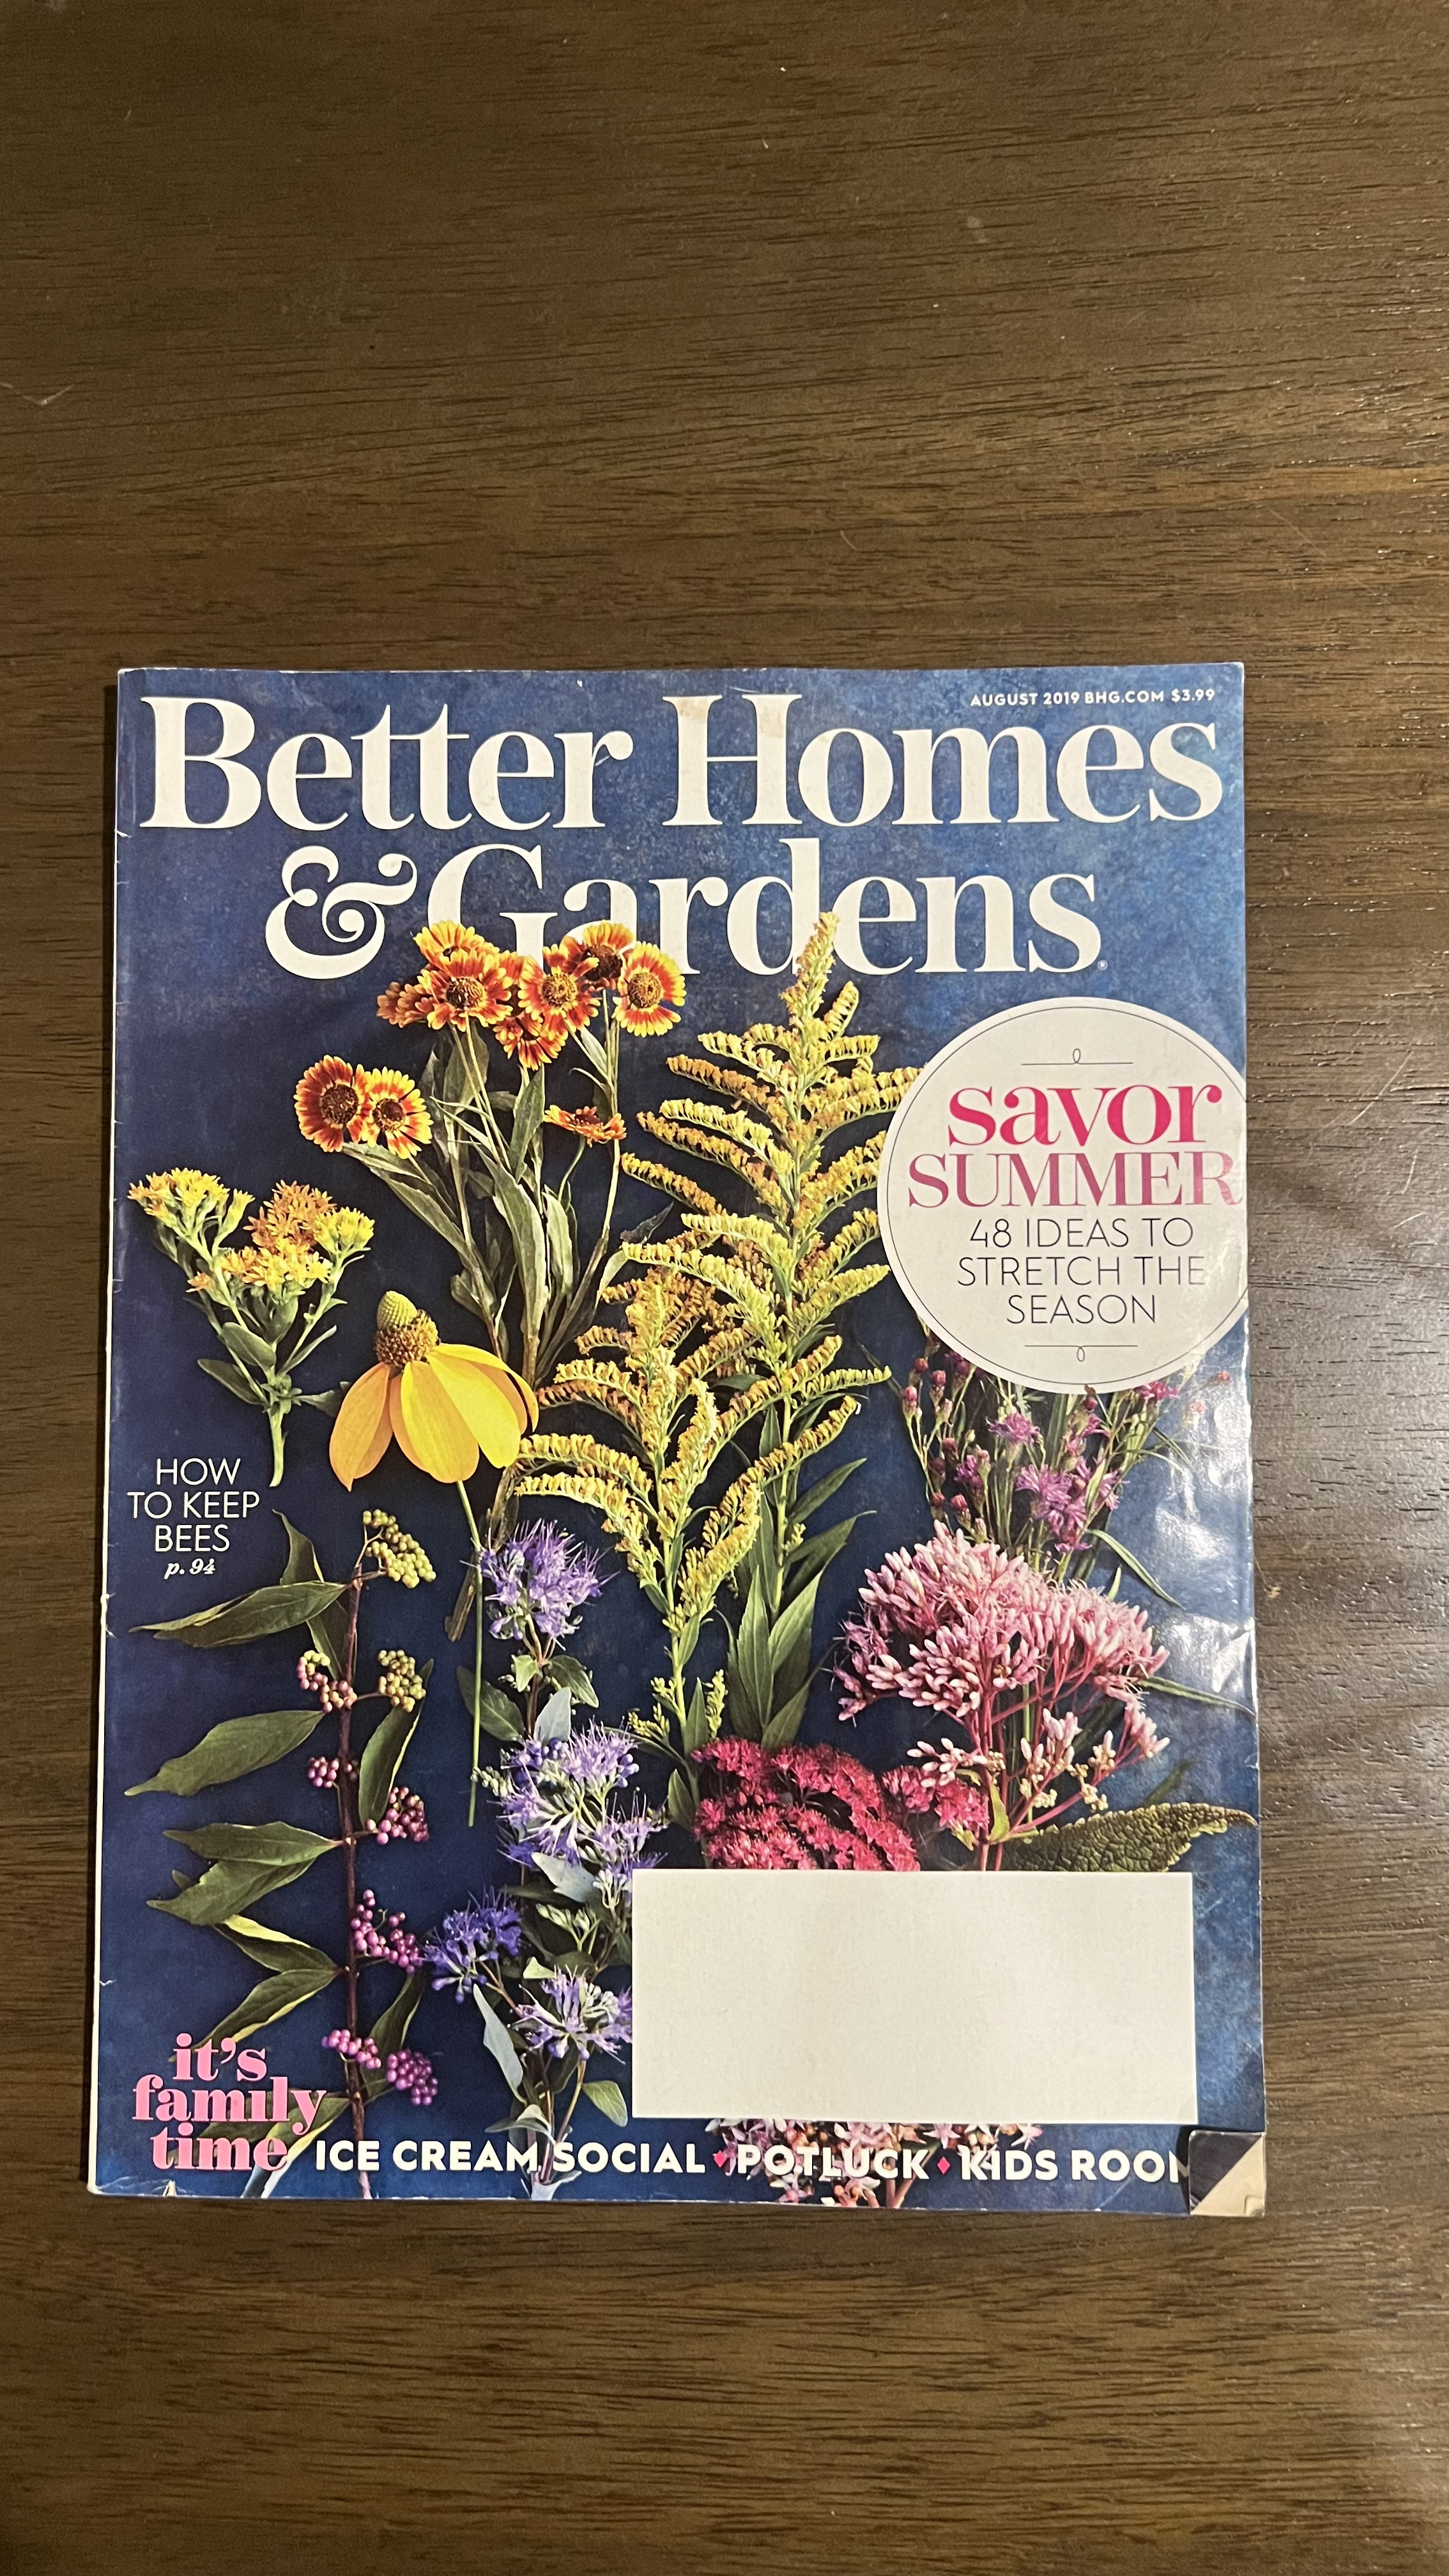 AUGUST 2019 BHG.COM $3.99
Better Homes
& Gardens®
savor
SUMMER
48 IDEAS TO
STRETCH THE
SEASON
HOW
TO KEEP
BEES
p. 94
it's
family
time
ICE CREAM SOCIAL ♦ POTLUCK ♦ KIDS